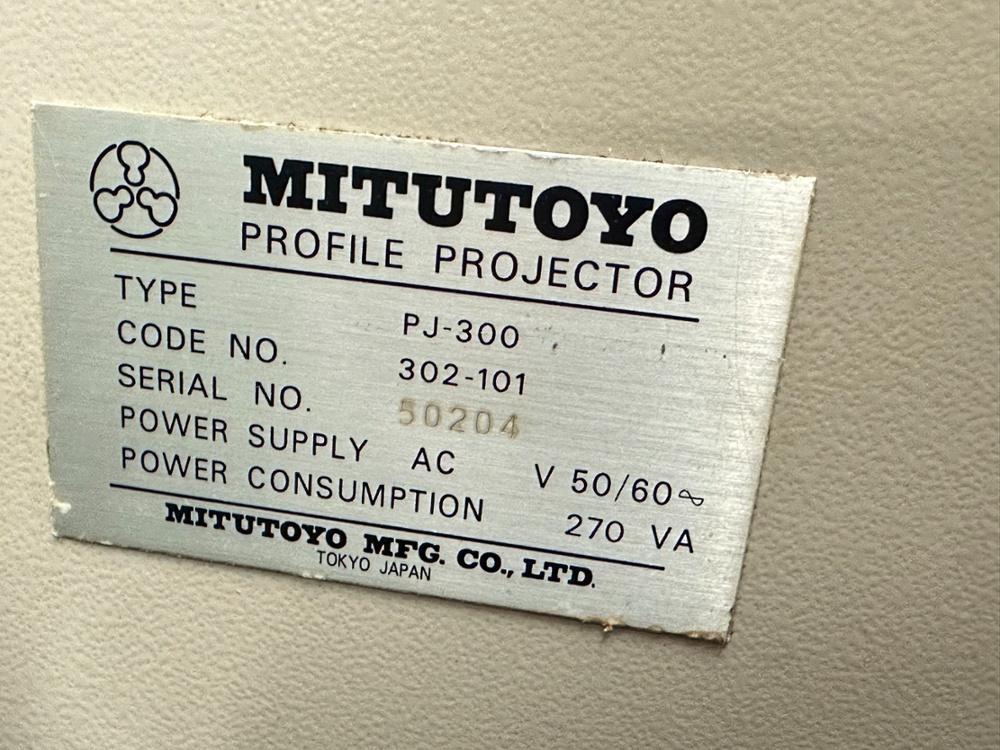 MITUTOYO
PROFILE PROJECTOR
TYPE PJ-300
CODE NO. 302-101
SERIAL NO. 50204
POWER SUPPLY AC V 50/60~
POWER CONSUMPTION 270 VA
MITUTOYO MFG. CO., LTD.
TOKYO JAPAN